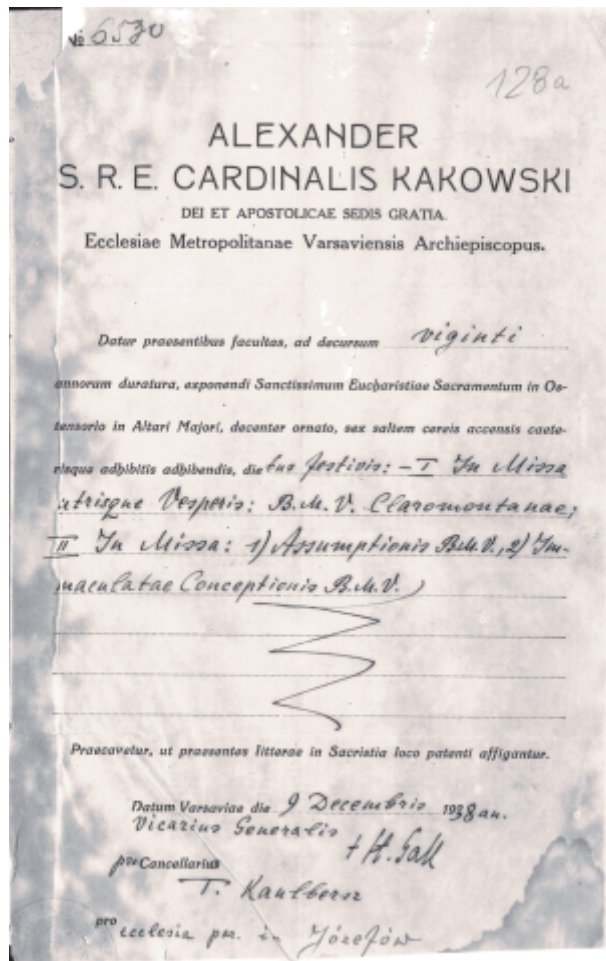 № 6530
128a
ALEXANDER
S. R. E. CARDINALIS KAKOWSKI
DEI ET APOSTOLICAE SEDIS GRATIA.
Ecclesiae Metropolitanae Varsaviensis Archiepiscopus.
Datur praesentibus facultas, ad decursum viginti
annorum duratura, exponendi Sanctissimum Eucharistiae Sacramentum in Os-
tensorio in Altari Majori, decenter ornato, sex saltem cereis accensis caete-
risque adhibitis adhibendis, diebus festivis: – I In Missa
utrisque Vesperis: B.M.V. Claromontanae;
II In Missa: 1) Assumptionis B.M.V., 2) Im-
maculatae Conceptionis B.M.V.
Praecavetur, ut praesentes litterae in Sacristia loco patenti affigantur.
Datum Varsaviae die 9 Decembris 1938 an.
Vicarius Generalis
+ St. Gall
pro Cancellarius
T. Kaulbersz
pro ecclesia par. in Józefów